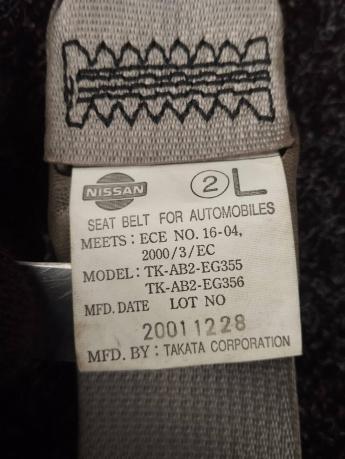 NISSAN ② L
SEAT BELT FOR AUTOMOBILES
MEETS : ECE NO. 16-04,
2000/3/EC
MODEL : TK-AB2-EG355
TK-AB2-EG356
MFD. DATE LOT NO
20011228
MFD. BY : TAKATA CORPORATION